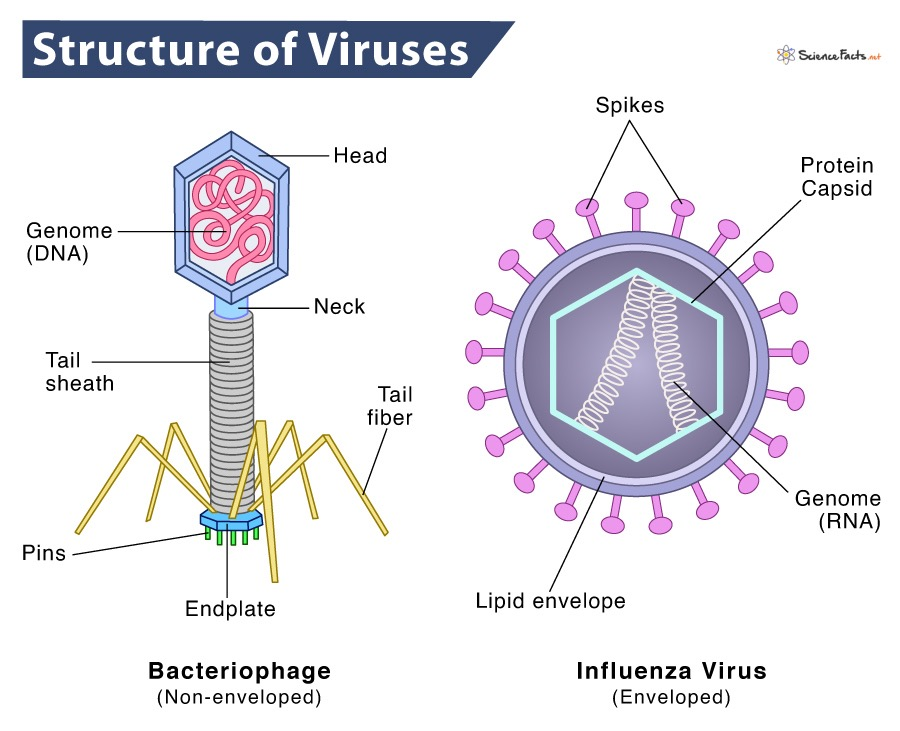 Structure of Viruses
ScienceFacts.net
Head
Genome
(DNA)
Neck
Tail
sheath
Tail
fiber
Pins
Endplate
Bacteriophage
(Non-enveloped)
Spikes
Protein
Capsid
Genome
(RNA)
Lipid envelope
Influenza Virus
(Enveloped)